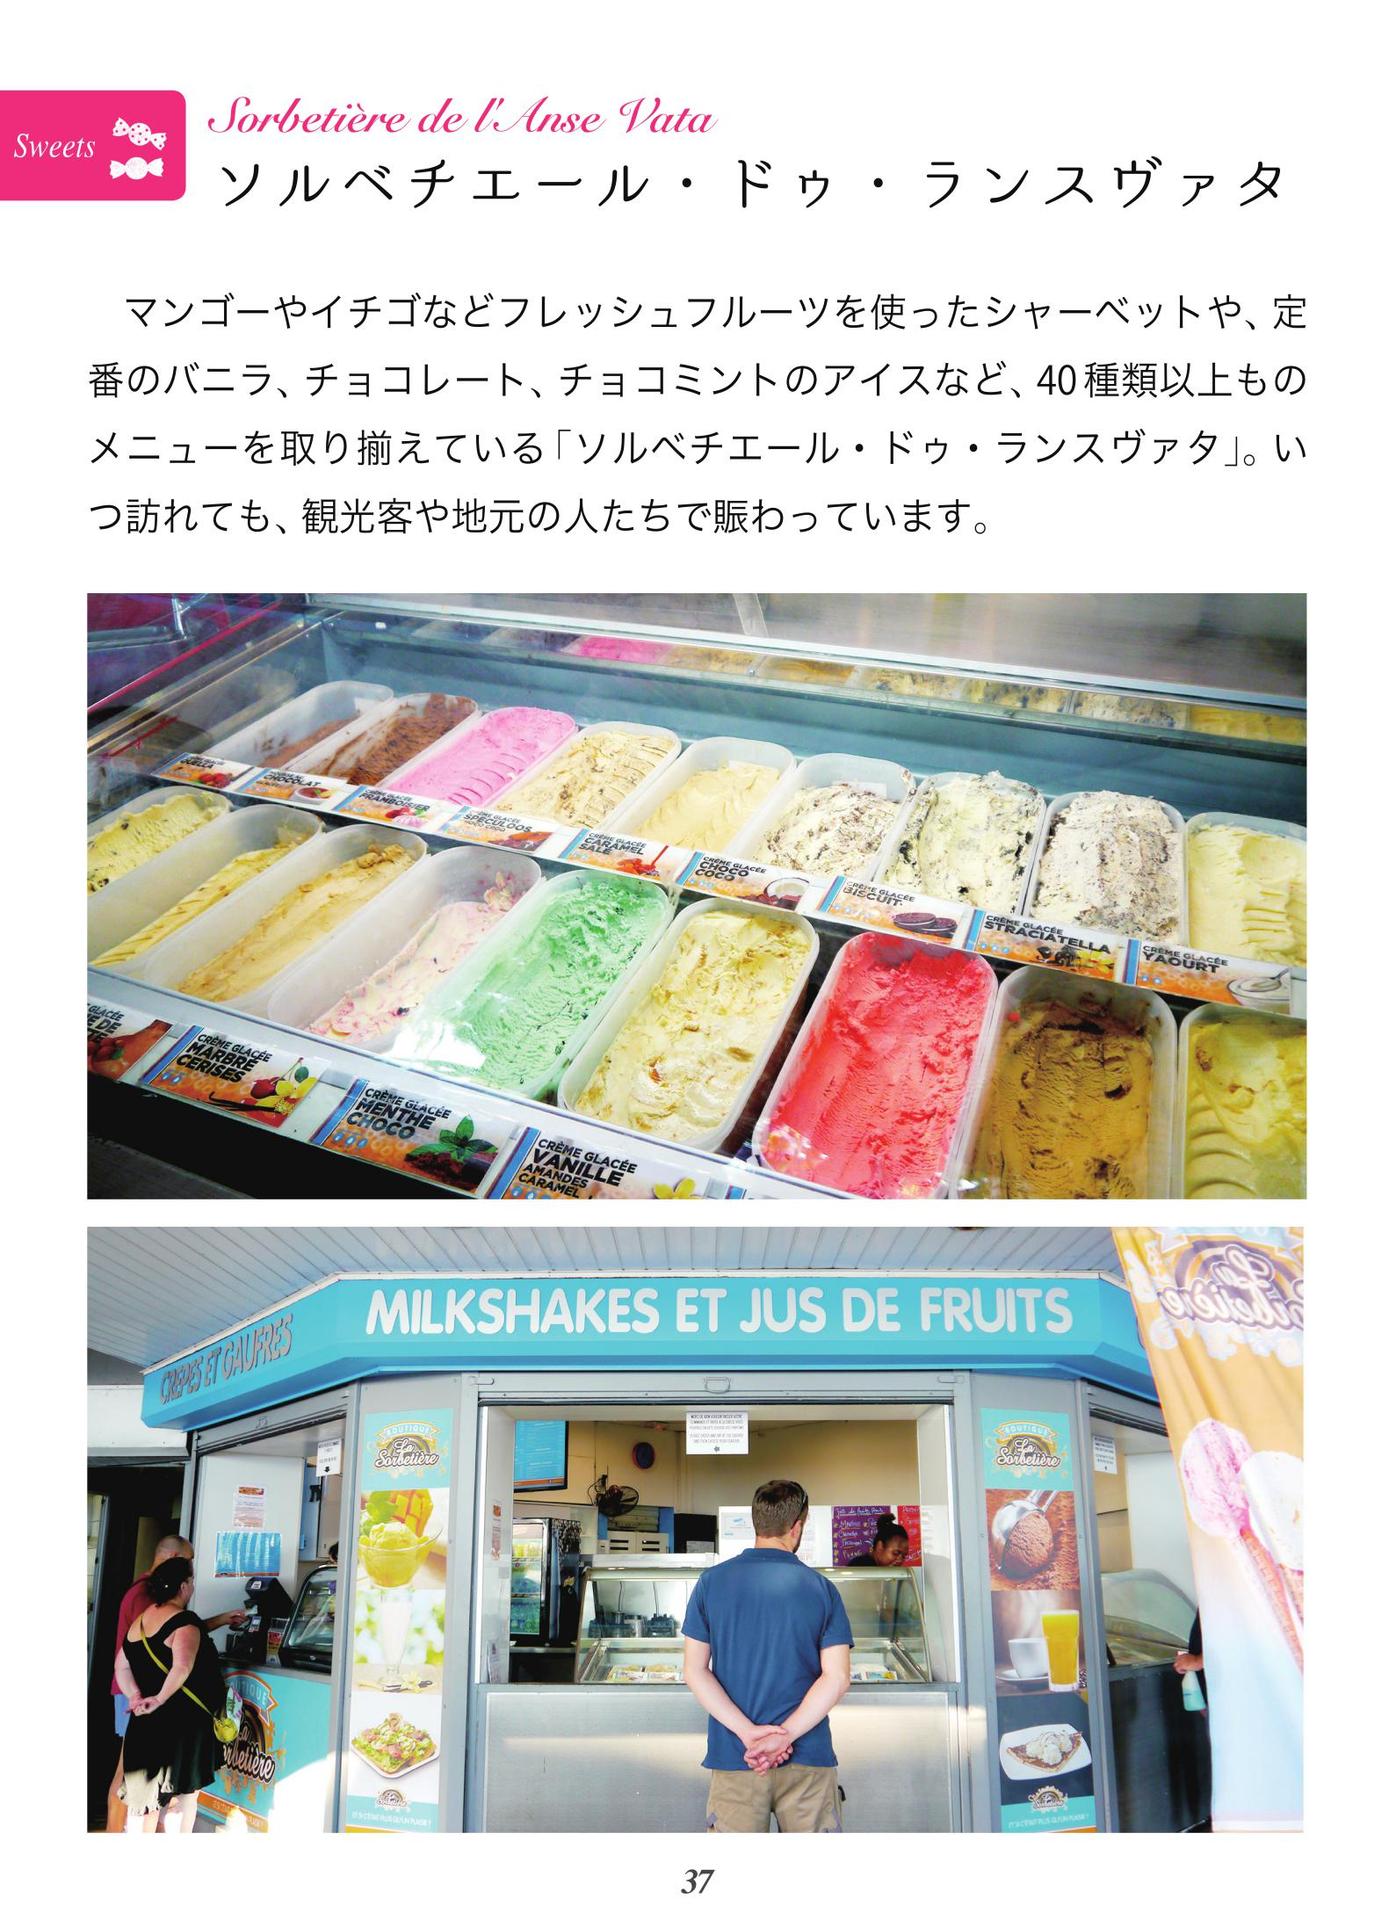 Sweets
Sorbetière de l'Anse Vata
ソルベチエール・ドゥ・ランスヴァタ
マンゴーやイチゴなどフレッシュフルーツを使ったシャーベットや、定
番のバニラ、チョコレート、チョコミントのアイスなど、40種類以上もの
メニューを取り揃えている「ソルベチエール・ドゥ・ランスヴァタ」。い
つ訪れても、観光客や地元の人たちで賑わっています。
CHOCOLAT
CRÈME GLACÉE
FRAMBOISIER
CRÈME GLACÉE
SPECULOOS
CRÈME GLACÉE
CARAMEL
SALÉ
CRÈME GLACÉE
CHOCO
COCO
CRÈME GLACÉE
BISCUIT
CRÈME GLACÉE
STRACIATELLA
CRÈME GLACÉE
YAOURT
GLACÉE
DE
CRÈME GLACÉE
MARBRÉ
CERISES
CRÈME GLACÉE
MENTHE
CHOCO
CRÈME GLACÉE
VANILLE
AMANDES
CARAMEL
CREPES ET GAUFRES
MILKSHAKES ET JUS DE FRUITS
BOUTIQUE
La
Sorbetière
BOUTIQUE
La
Sorbetière
37